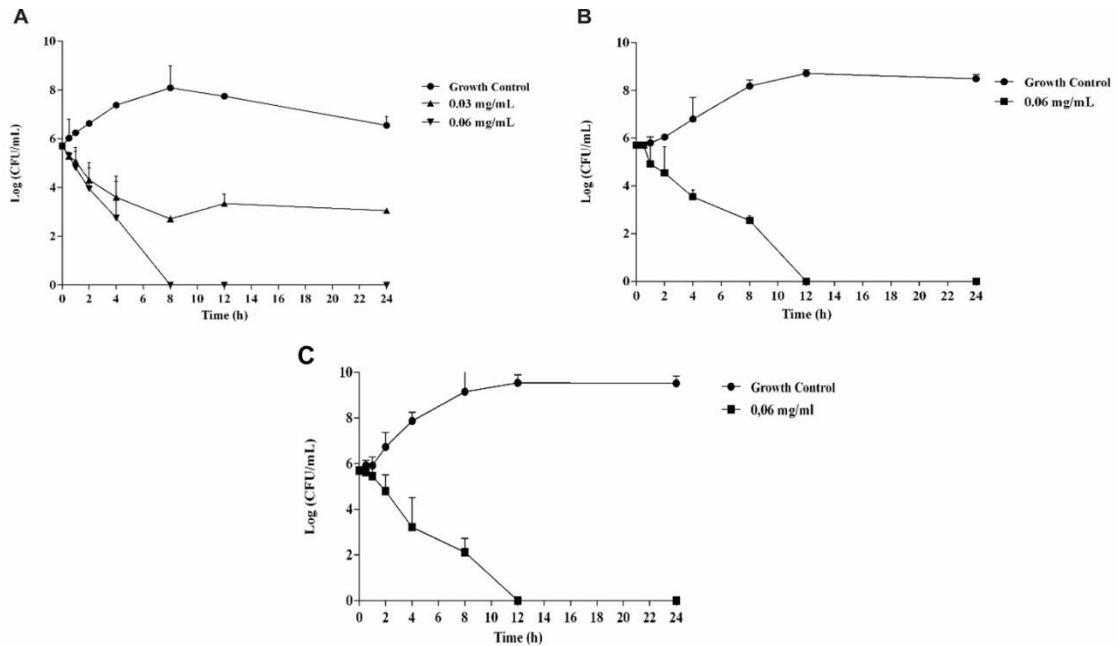 A
Log (CFU/mL)
10
8
6
4
2
0
0 2 4 6 8 10 12 14 16 18 20 22 24
Time (h)
Growth Control
0.03 mg/mL
0.06 mg/mL
B
Log (CFU/mL)
10
8
6
4
2
0
0 2 4 6 8 10 12 14 16 18 20 22 24
Time (h)
Growth Control
0.06 mg/mL
C
Log (CFU/mL)
10
8
6
4
2
0
0 2 4 6 8 10 12 14 16 18 20 22 24
Time (h)
Growth Control
0,06 mg/ml